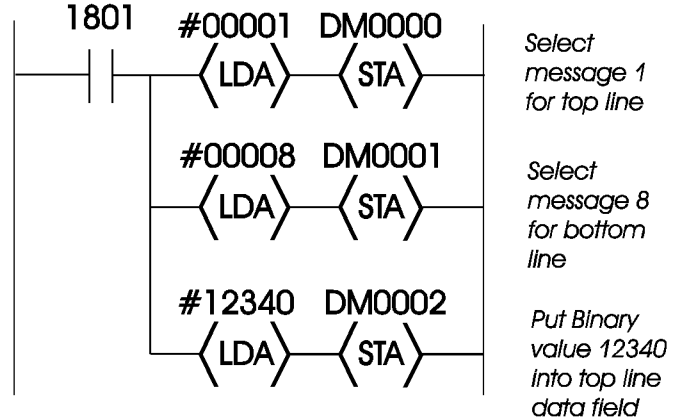 1801
#00001 DM0000
LDA STA
Select
message 1
for top line
#00008 DM0001
LDA STA
Select
message 8
for bottom
line
#12340 DM0002
LDA STA
Put Binary
value 12340
into top line
data field